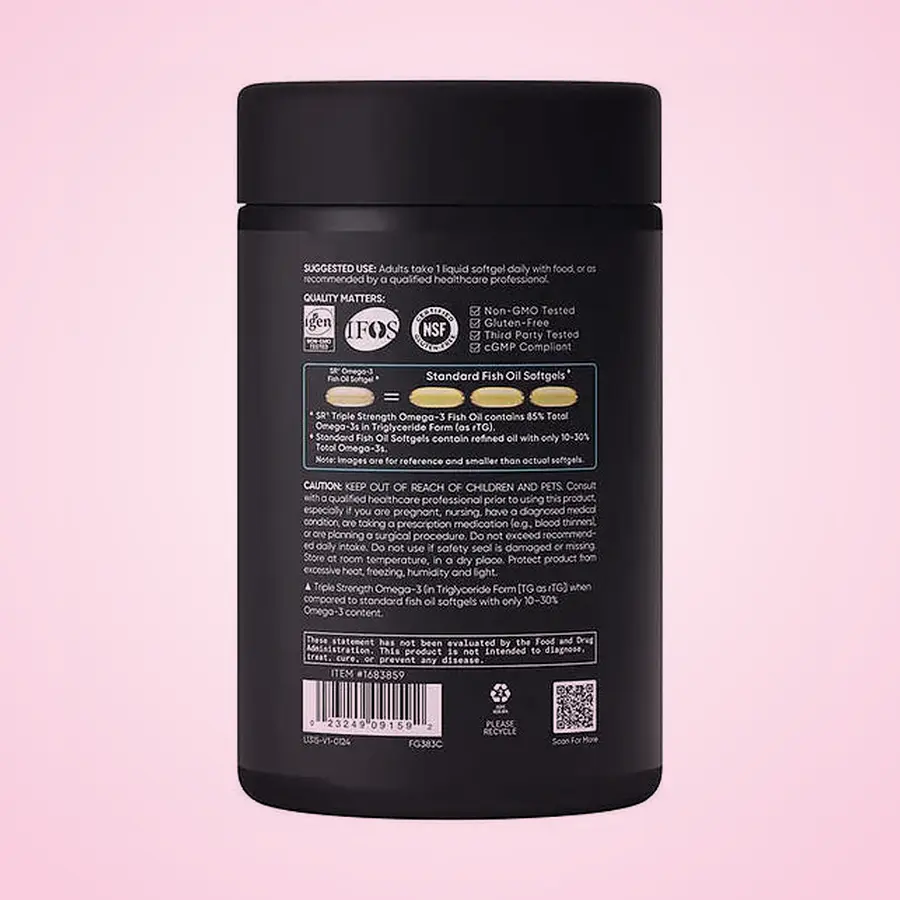 SUGGESTED USE: Adults take 1 liquid softgel daily with food, or as
recommended by a qualified healthcare professional.
QUALITY MATTERS:
igen
NON-GMO
TESTED
IFOS
CERTIFIED
NSF
GLUTEN-FREE
Non-GMO Tested
Gluten-Free
Third Party Tested
cGMP Compliant
SR® Omega-3
Fish Oil Softgel*
=
Standard Fish Oil Softgels♦
* SR® Triple Strength Omega-3 Fish Oil contains 85% Total
Omega-3s in Triglyceride Form (as rTG).
♦ Standard Fish Oil Softgels contain refined oil with only 10-30%
Total Omega-3s.
Note: Images are for reference and smaller than actual softgels.
CAUTION: KEEP OUT OF REACH OF CHILDREN AND PETS. Consult
with a qualified healthcare professional prior to using this product,
especially if you are pregnant, nursing, have a diagnosed medical
condition, are taking a prescription medication (e.g., blood thinners),
or are planning a surgical procedure. Do not exceed recommend-
ed daily intake. Do not use if safety seal is damaged or missing.
Store at room temperature, in a dry place. Protect product from
excessive heat, freezing, humidity and light.
▲ Triple Strength Omega-3 (in Triglyceride Form [TG as rTG]) when
compared to standard fish oil softgels with only 10-30%
Omega-3 content.
These statement has not been evaluated by the Food and Drug
Administration. This product is not intended to diagnose,
treat, cure, or prevent any disease.
ITEM #1683859
0 23249 09159 2
L1315-V1-0124
FG383C
2
PLEASE
RECYCLE
Scan For More